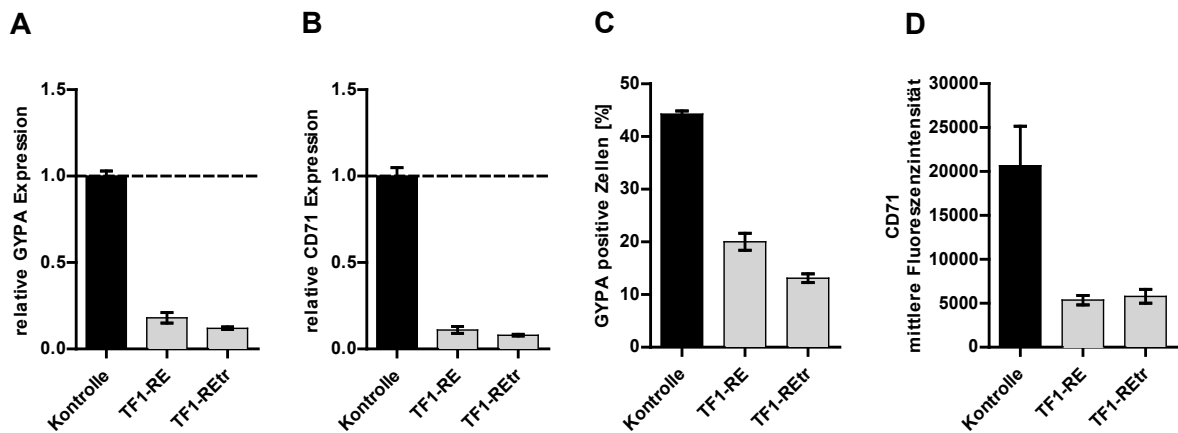 A
relative GYPA Expression
1.5
1.0
0.5
0.0
Kontrolle
TF1-RE
TF1-REtr
B
relative CD71 Expression
1.5
1.0
0.5
0.0
Kontrolle
TF1-RE
TF1-REtr
C
GYPA positive Zellen [%]
50
40
30
20
10
0
Kontrolle
TF1-RE
TF1-REtr
D
CD71
mittlere Fluoreszenzintensität
30000
25000
20000
15000
10000
5000
0
Kontrolle
TF1-RE
TF1-REtr